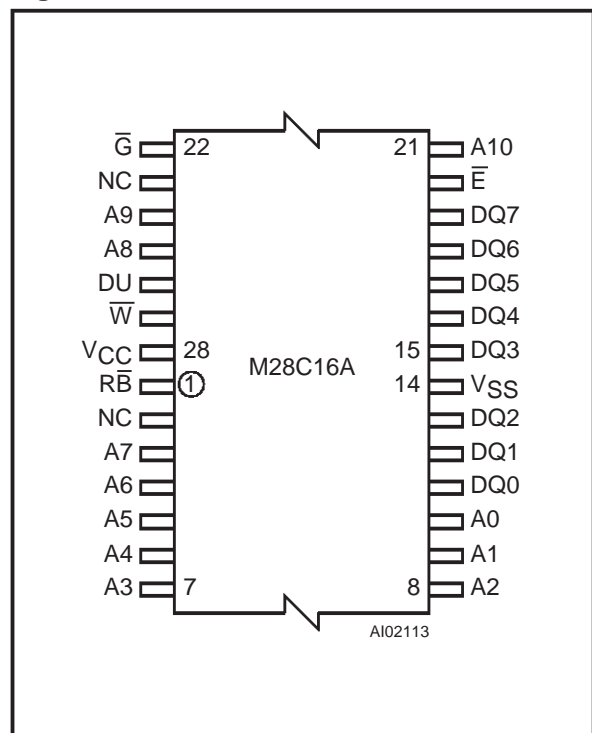 G̅ 22 21 A10
NC E̅
A9 DQ7
A8 DQ6
DU DQ5
W̅ DQ4
VCC 28 15 DQ3
M28C16A
RB̅ 1 14 VSS
NC DQ2
A7 DQ1
A6 DQ0
A5 A0
A4 A1
A3 7 8 A2
AI02113